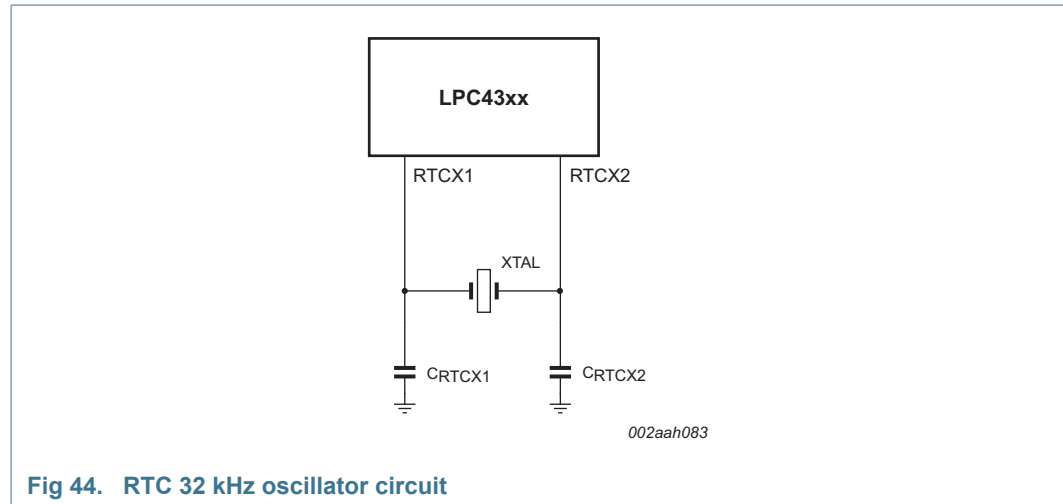 LPC43xx
RTCX1 RTCX2
XTAL
CRTCX1 CRTCX2
002aah083
Fig 44. RTC 32 kHz oscillator circuit